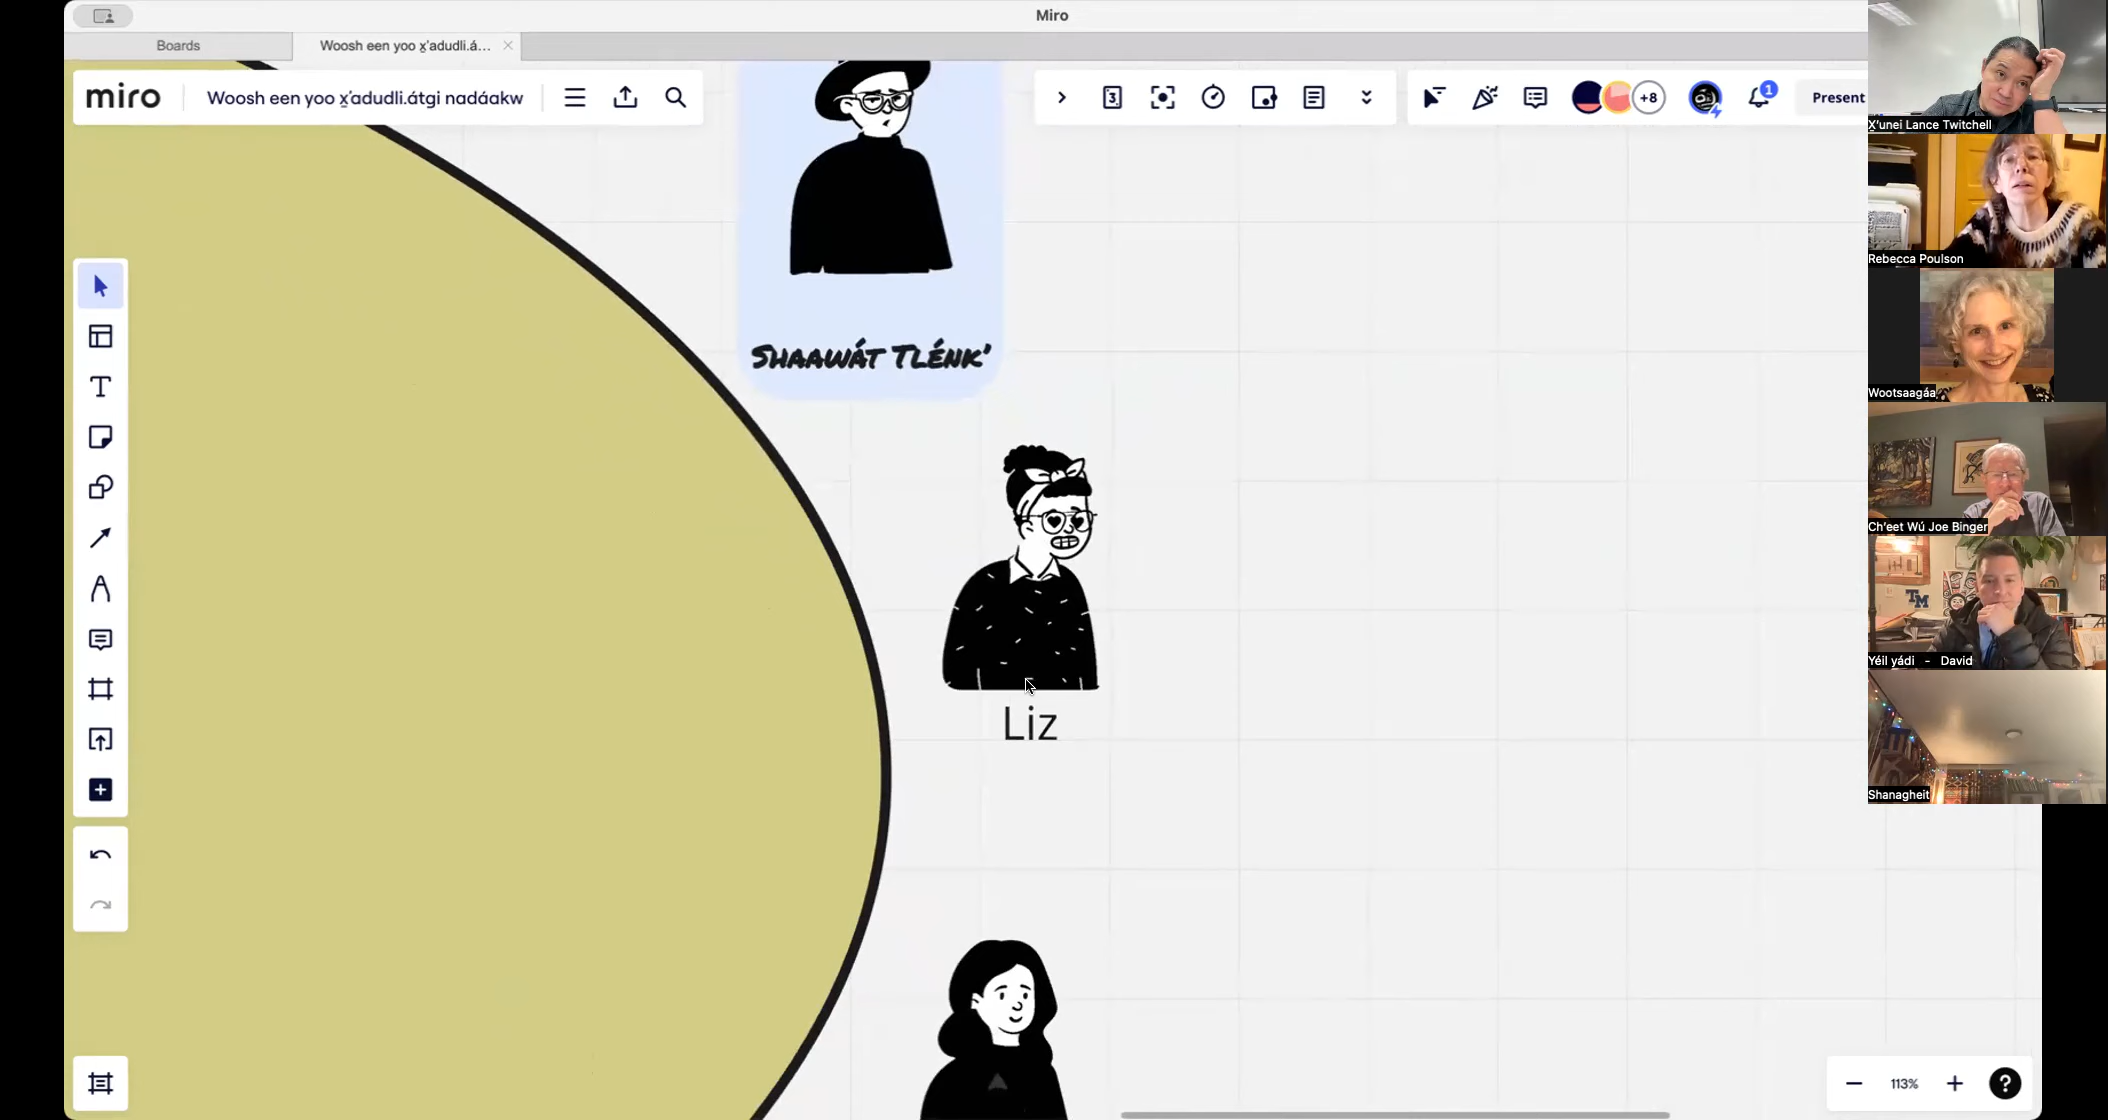 Miro
Boards
Woosh een yoo x̱'adudli.á...
miro
Woosh een yoo x̱'adudli.átgi nadáakw
3
+8
1
Present
X̱'unei Lance Twitchell
Rebecca Poulson
Wootsaagáa
Ch'eet Wú Joe Binger
TM
Yéil yádi - David
Shanagheit
Shaawát Tlénk'
Liz
113%
?